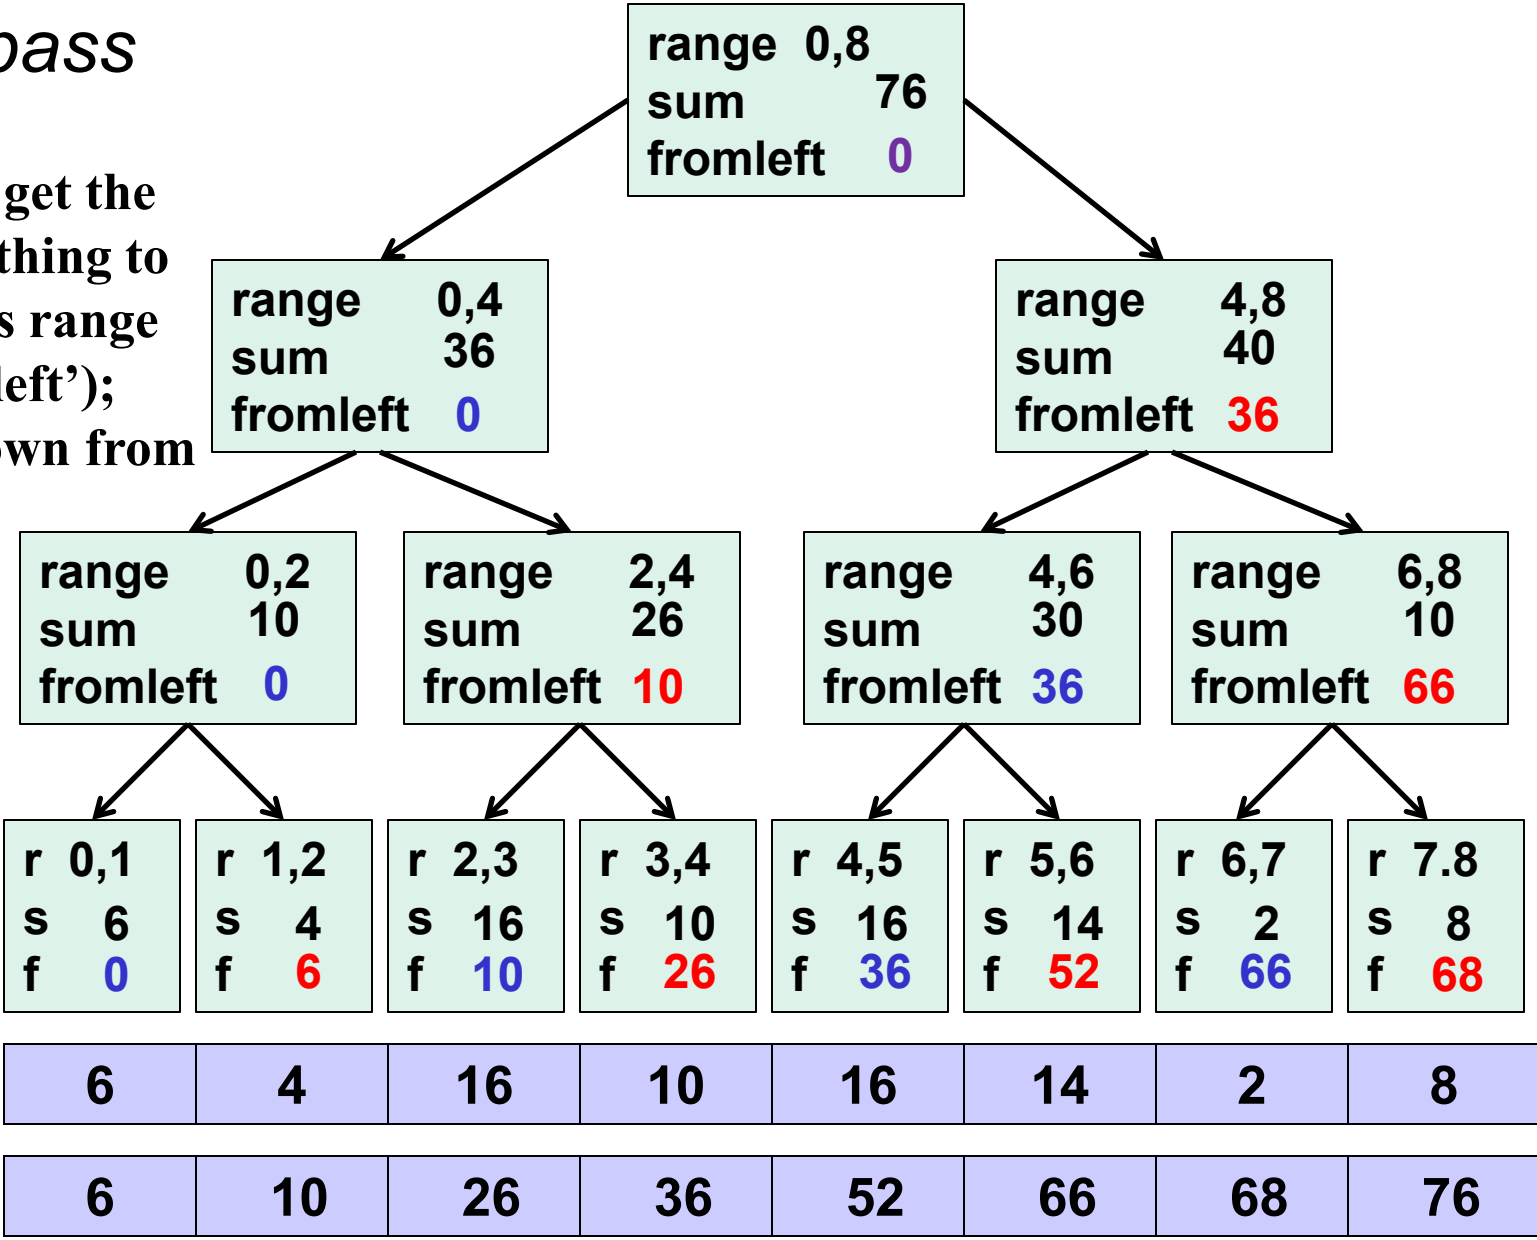 pass
get the
thing to
range
left’);
own from
range 0,8
sum 76
fromleft 0
range 0,4
sum 36
fromleft 0
range 4,8
sum 40
fromleft 36
range 0,2
sum 10
fromleft 0
range 2,4
sum 26
fromleft 10
range 4,6
sum 30
fromleft 36
range 6,8
sum 10
fromleft 66
r 0,1
s 6
f 0
r 1,2
s 4
f 6
r 2,3
s 16
f 10
r 3,4
s 10
f 26
r 4,5
s 16
f 36
r 5,6
s 14
f 52
r 6,7
s 2
f 66
r 7.8
s 8
f 68
6 4 16 10 16 14 2 8
6 10 26 36 52 66 68 76